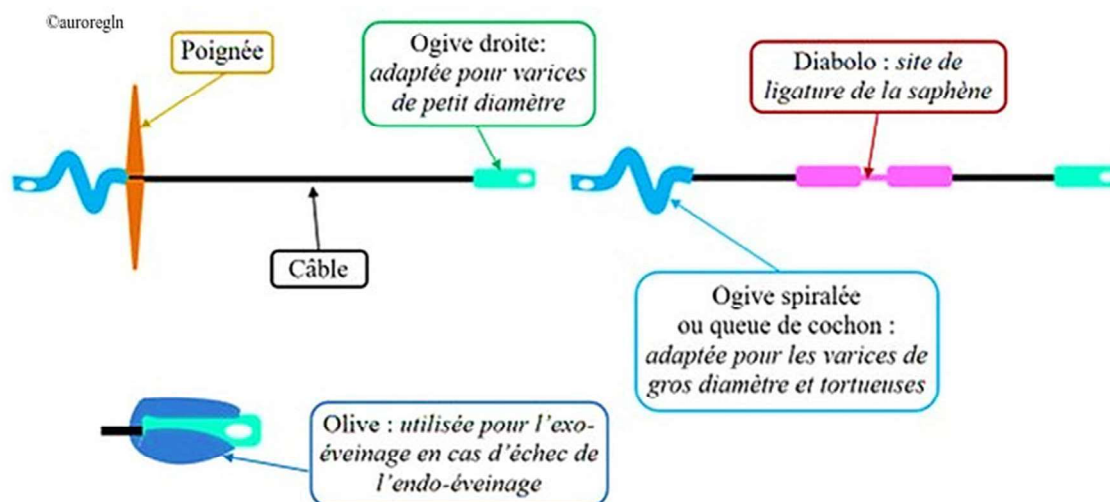 ©auroregln
Poignée
Ogive droite:
adaptée pour varices
de petit diamètre
Diabolo : site de
ligature de la saphène
Câble
Ogive spiralée
ou queue de cochon :
adaptée pour les varices de
gros diamètre et tortueuses
Olive : utilisée pour l’exo-
éveinage en cas d’échec de
l’endo-éveinage